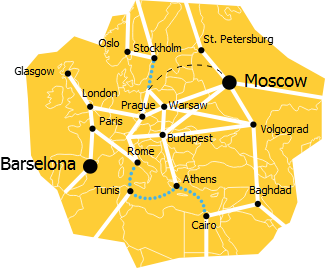 Oslo
St. Petersburg
Stockholm
Glasgow
Moscow
London
Prague
Warsaw
Paris
Volgograd
Budapest
Rome
Barselona
Athens
Tunis
Baghdad
Cairo